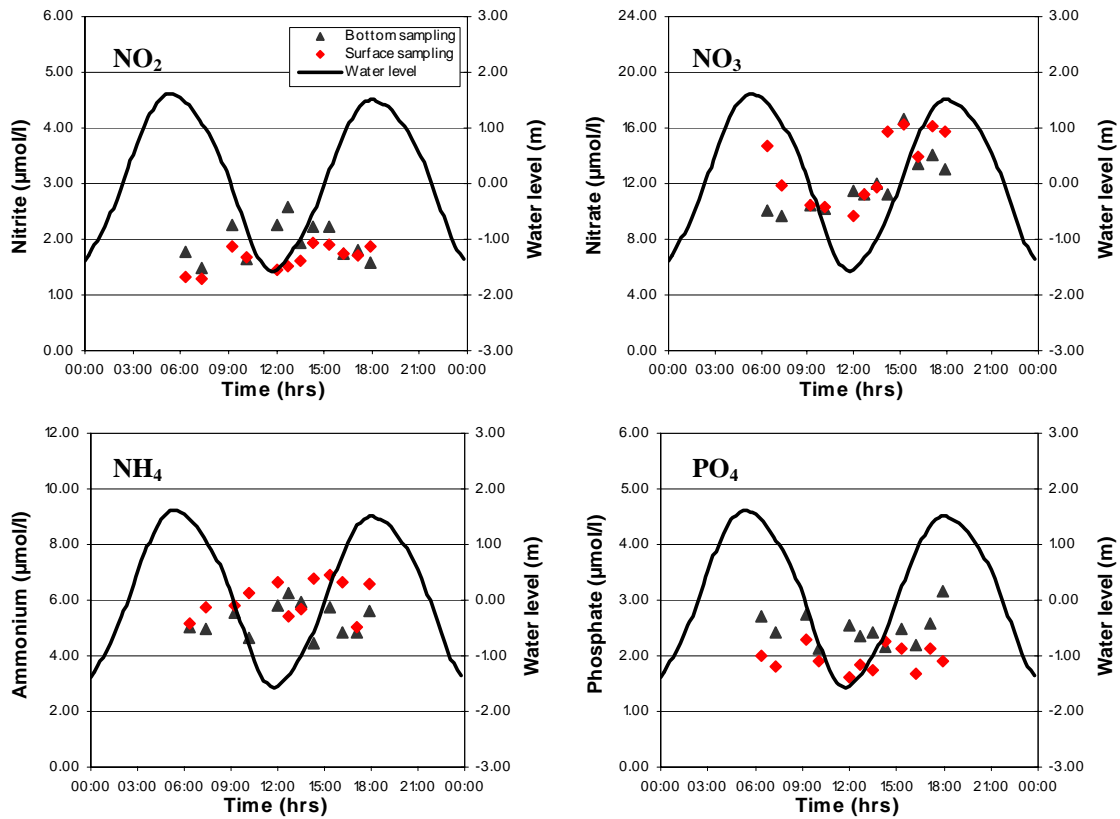 6.00
5.00
4.00
3.00
2.00
1.00
0.00
Nitrite (µmol/l)
NO2
Bottom sampling
Surface sampling
Water level
3.00
2.00
1.00
0.00
-1.00
-2.00
-3.00
Water level (m)
00:00 03:00 06:00 09:00 12:00 15:00 18:00 21:00 00:00
Time (hrs)
24.00
20.00
16.00
12.00
8.00
4.00
0.00
Nitrate (µmol/l)
NO3
3.00
2.00
1.00
0.00
-1.00
-2.00
-3.00
Water level (m)
00:00 03:00 06:00 09:00 12:00 15:00 18:00 21:00 00:00
Time (hrs)
12.00
10.00
8.00
6.00
4.00
2.00
0.00
Ammonium (µmol/l)
NH4
3.00
2.00
1.00
0.00
-1.00
-2.00
-3.00
Water level (m)
00:00 03:00 06:00 09:00 12:00 15:00 18:00 21:00 00:00
Time (hrs)
6.00
5.00
4.00
3.00
2.00
1.00
0.00
Phosphate (µmol/l)
PO4
3.00
2.00
1.00
0.00
-1.00
-2.00
-3.00
Water level (m)
00:00 03:00 06:00 09:00 12:00 15:00 18:00 21:00 00:00
Time (hrs)